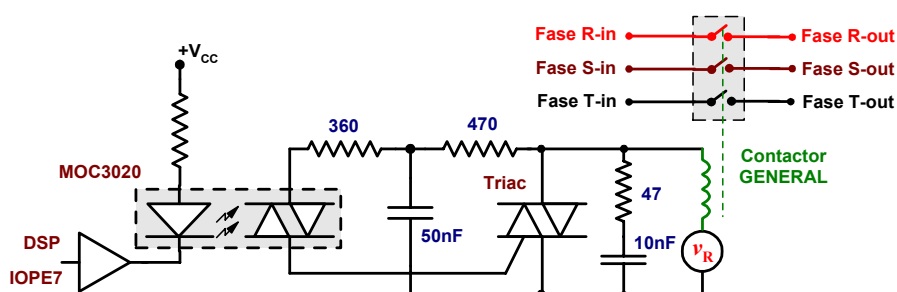 Fase R-in
Fase R-out
+VCC
Fase S-in
Fase S-out
Fase T-in
Fase T-out
360
470
Contactor
GENERAL
MOC3020
Triac
47
50nF
10nF
DSP
IOPE7
vR